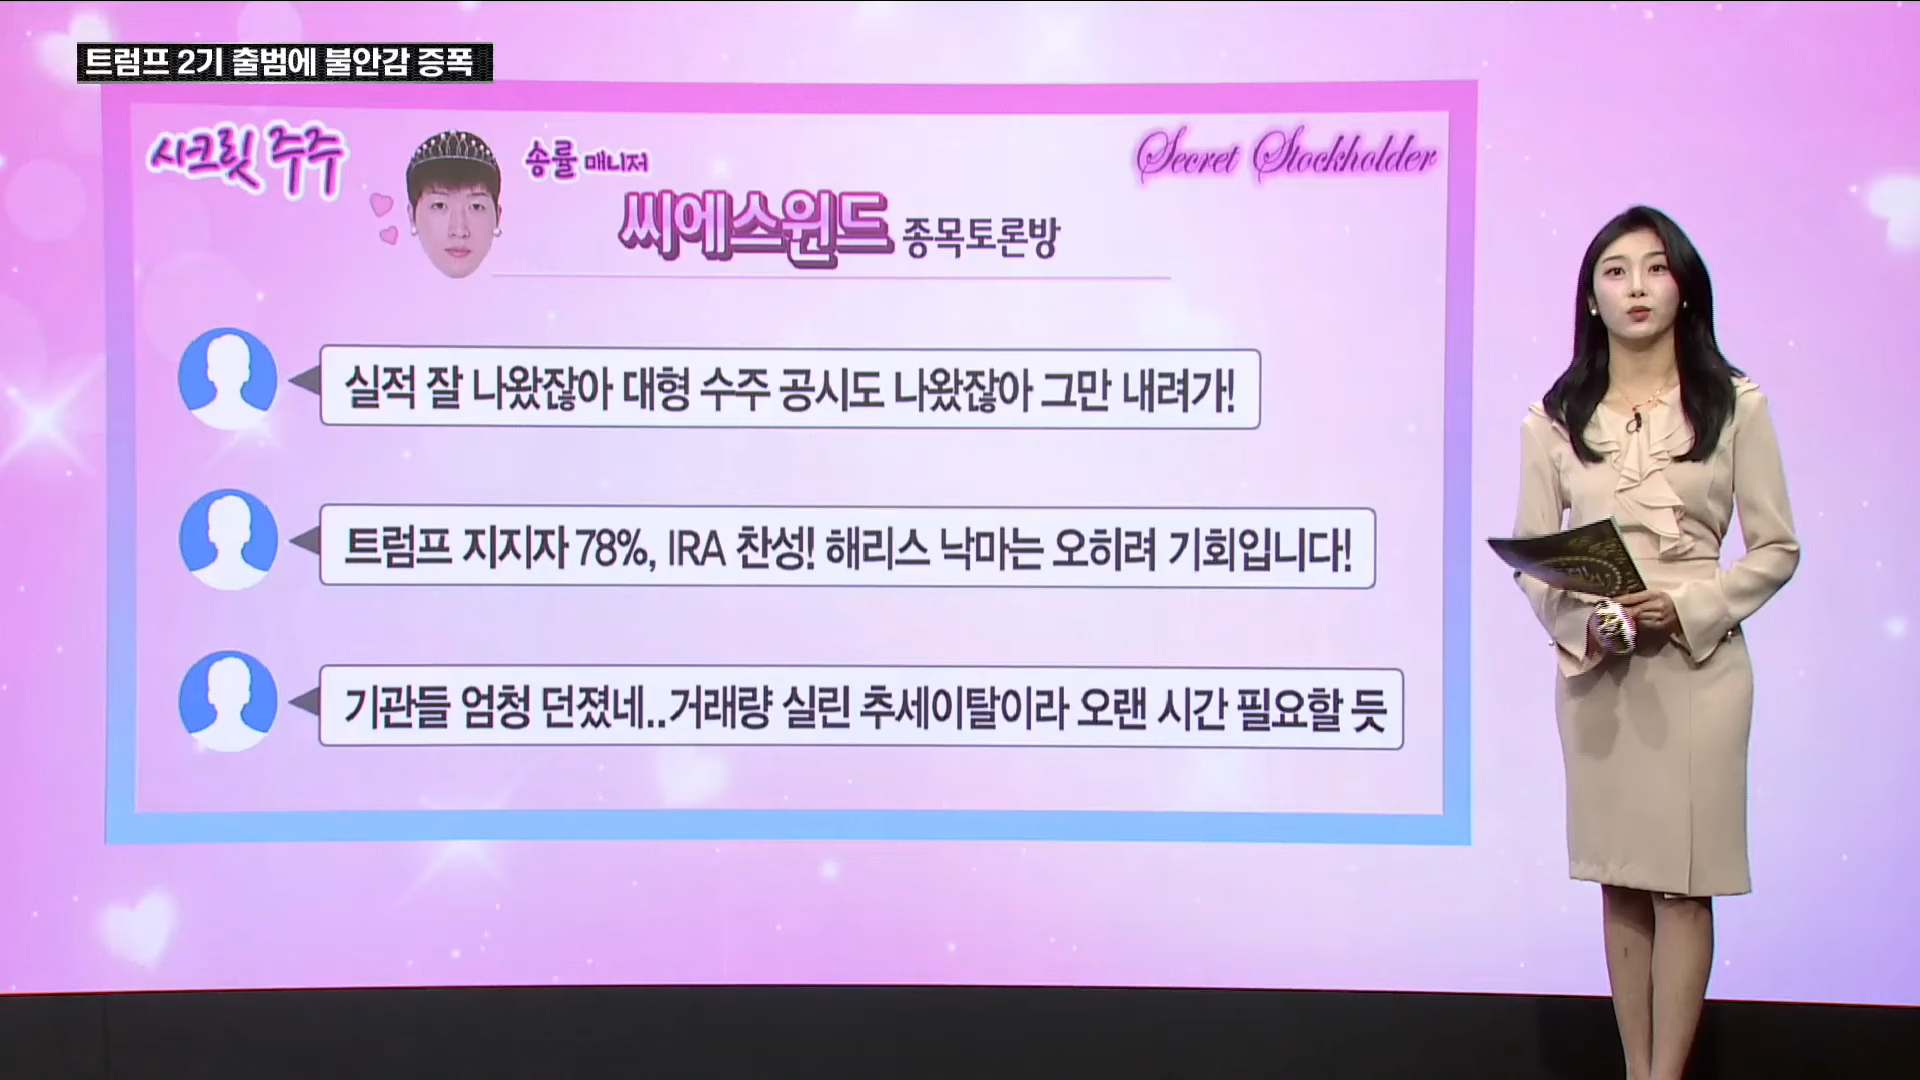 트럼프 2기 출범에 불안감 증폭
시크릿 주주
송률 매니저
Secret Stockholder
씨에스윈드 종목토론방
실적 잘 나왔잖아 대형 수주 공시도 나왔잖아 그만 내려가!
트럼프 지지자 78%, IRA 찬성! 해리스 낙마는 오히려 기회입니다!
기관들 엄청 던졌네..거래량 실린 추세이탈이라 오랜 시간 필요할 듯